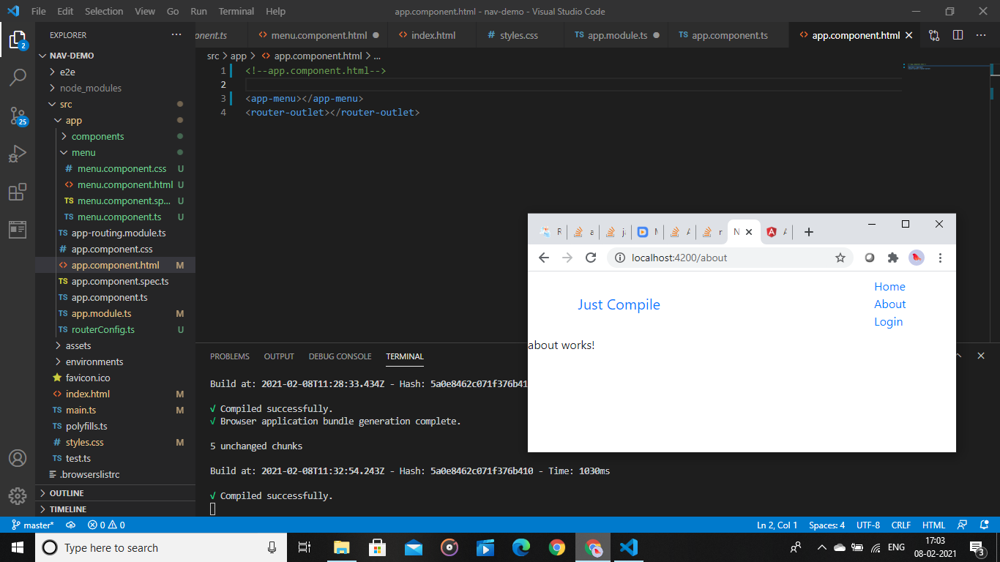 File Edit Selection View Go Run Terminal Help
app.component.html - nav-demo - Visual Studio Code
EXPLORER
NAV-DEMO
e2e
node_modules
src
app
components
menu
menu.component.css U
menu.component.html U
menu.component.sp... U
menu.component.ts U
app-routing.module.ts
app.component.css
app.component.html M
app.component.spec.ts
app.component.ts
app.module.ts M
routerConfig.ts U
assets
environments
favicon.ico
index.html M
main.ts M
polyfills.ts
styles.css M
test.ts
.browserslistrc
OUTLINE
TIMELINE
2
25
onent.ts
menu.component.html
index.html
styles.css
app.module.ts
app.component.ts
app.component.html
src > app > app.component.html > ...
1 <!--app.component.html-->
2
3 <app-menu></app-menu>
4 <router-outlet></router-outlet>
localhost:4200/about
Just Compile
Home
About
Login
about works!
PROBLEMS OUTPUT DEBUG CONSOLE TERMINAL
Build at: 2021-02-08T11:28:33.434Z - Hash: 5a0e8462c071f376b41
√ Compiled successfully.
√ Browser application bundle generation complete.
5 unchanged chunks
Build at: 2021-02-08T11:32:54.243Z - Hash: 5a0e8462c071f376b410 - Time: 1030ms
√ Compiled successfully.
master* 0 0
Ln 2, Col 1 Spaces: 4 UTF-8 CRLF HTML
Type here to search
ENG
17:03
08-02-2021
3